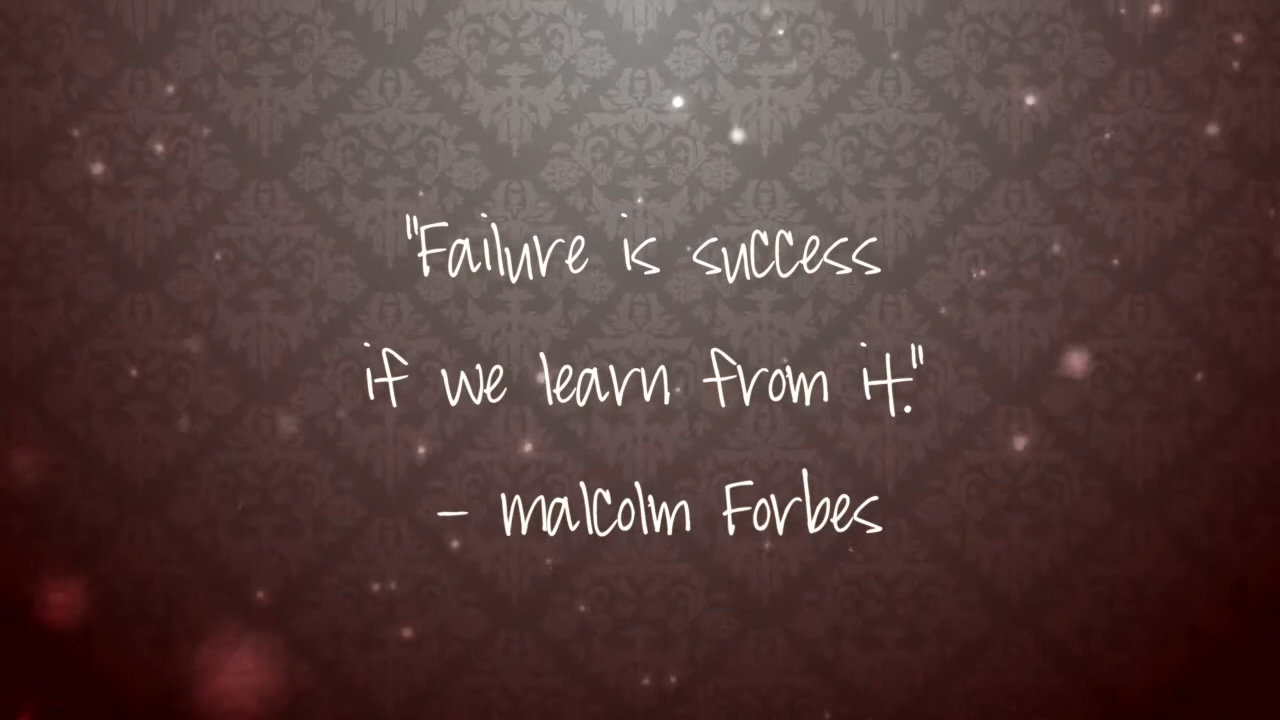 "Failure is success
if we learn from it."
- malcolm Forbes